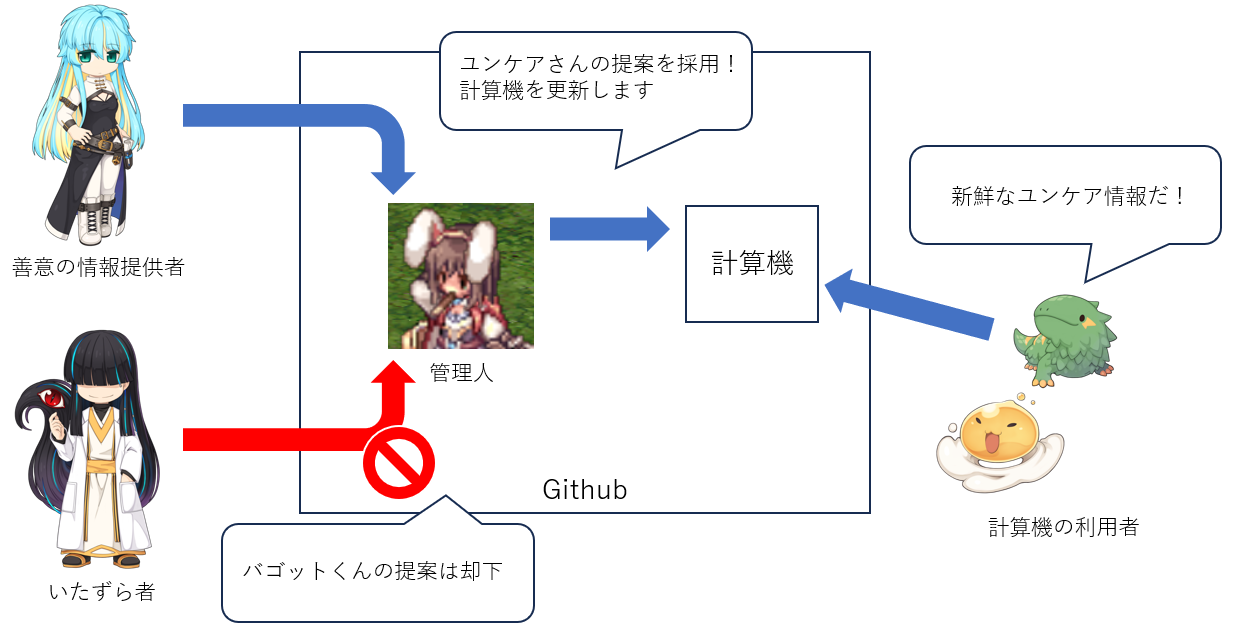 ユンケアさんの提案を採用！
計算機を更新します
新鮮なユンケア情報だ！
計算機
善意の情報提供者
管理人
Github
計算機の利用者
バゴットくんの提案は却下
いたずら者